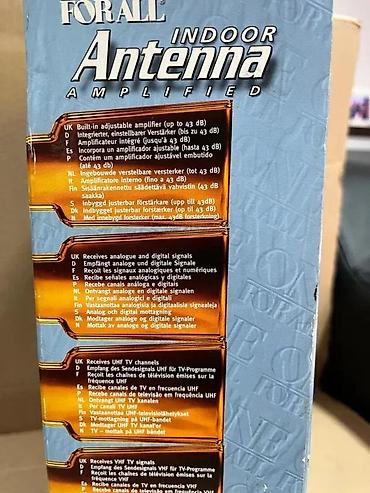 FOR ALL
INDOOR
Antenna
AMPLIFIED
UK Built-in adjustable amplifier (up to 43 dB)
D Integrierter, einstellbarer Verstärker (bis zu 43 dB)
F Amplificateur intégré (jusqu'à 43 dB)
Es Incorpora un amplificador ajustable (hasta 43 dB)
P Contém um amplificador ajustável embutido
(até 43 db)
NL Ingebouwde verstelbare versterker (tot 43 dB)
It Amplificatore interno (fino a 43 dB)
Fin Sisäänrakennettu säädettävä vahvistin (43 dB
saakka)
S Inbyggd justerbar förstärkare (upp till 43dB)
Dk Indbygget justerbar forstærker (op til 43 dB)
N Med innebygd forsterker (max. 43dB forsterkning)
UK Receives analogue and digital signals
D Empfängt analoge und digitale Signale
F Reçoit les signaux analogiques et numériques
Es Recibe señales analógicas y digitales
P Recebe canais analóga e digitais
NL Ontvangt analoge en digitale signalen
It Per segnali analogici e digitali
Fin Vastaanottaa analogisia ja digitaalisia signaaleja
S Analog och digital mottagning
Dk Modtager analoge og digitale signaler
N Mottak av analoge og digitale signaler
UK Receives UHF TV channels
D Empfang des Sendesignals UHF für TV-Programme
F Reçoit les chaînes de télévision émises sur la
fréquence UHF
Es Recibe canales de TV en frecuencia UHF
P Recebe canais de televisão em frequência UHF
NL Ontvangt UHF TV kanalen
It Per canali TV UHF
Fin Vastaanottaa UHF-televisiolähetykset
S TV-mottagning på UHF-bandet
Dk Modtager UHF TV kanal'er
N TV – mottak på UHF båndet
UK Receives VHF TV signals
D Empfang des Sendesignals VHF für TV-Programme
F Reçoit les chaînes de télévision émises sur la
fréquence VHF
Es Recibe canales de TV en frecuencia VHF
P Recebe canais de televisão em frequência VHF